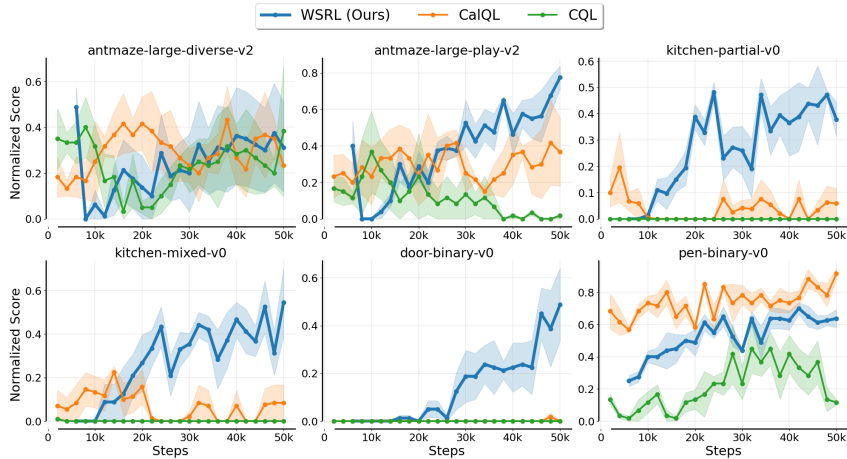 WSRL (Ours) CalQL CQL
antmaze-large-diverse-v2 antmaze-large-play-v2 kitchen-partial-v0
Normalized Score
0.6
0.4
0.2
0.0
0 10k 20k 30k 40k 50k
0.8
0.6
0.4
0.2
0.0
0 10k 20k 30k 40k 50k
0.6
0.5
0.4
0.3
0.2
0.1
0.0
0 10k 20k 30k 40k 50k
kitchen-mixed-v0 door-binary-v0 pen-binary-v0
Normalized Score
0.6
0.4
0.2
0.0
0 10k 20k 30k 40k 50k
Steps
0.6
0.4
0.2
0.0
0 10k 20k 30k 40k 50k
Steps
1.0
0.8
0.6
0.4
0.2
0.0
0 10k 20k 30k 40k 50k
Steps